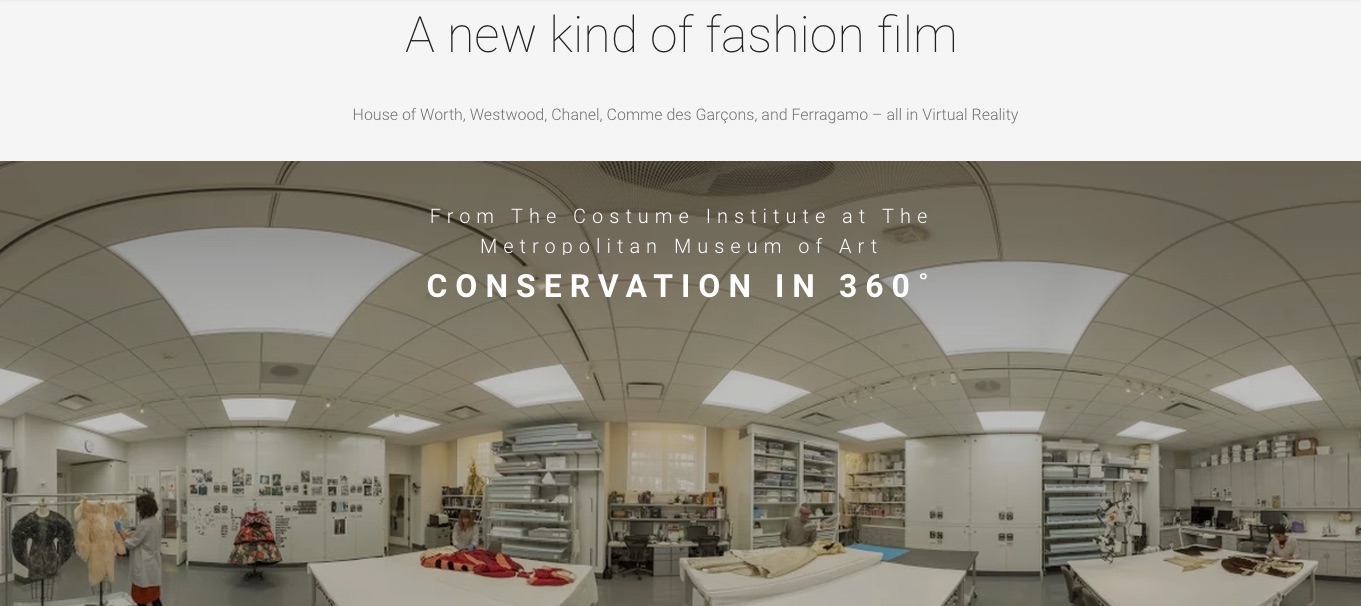 A new kind of fashion film
House of Worth, Westwood, Chanel, Comme des Garçons, and Ferragamo – all in Virtual Reality
From The Costume Institute at The
Metropolitan Museum of Art
CONSERVATION IN 360°